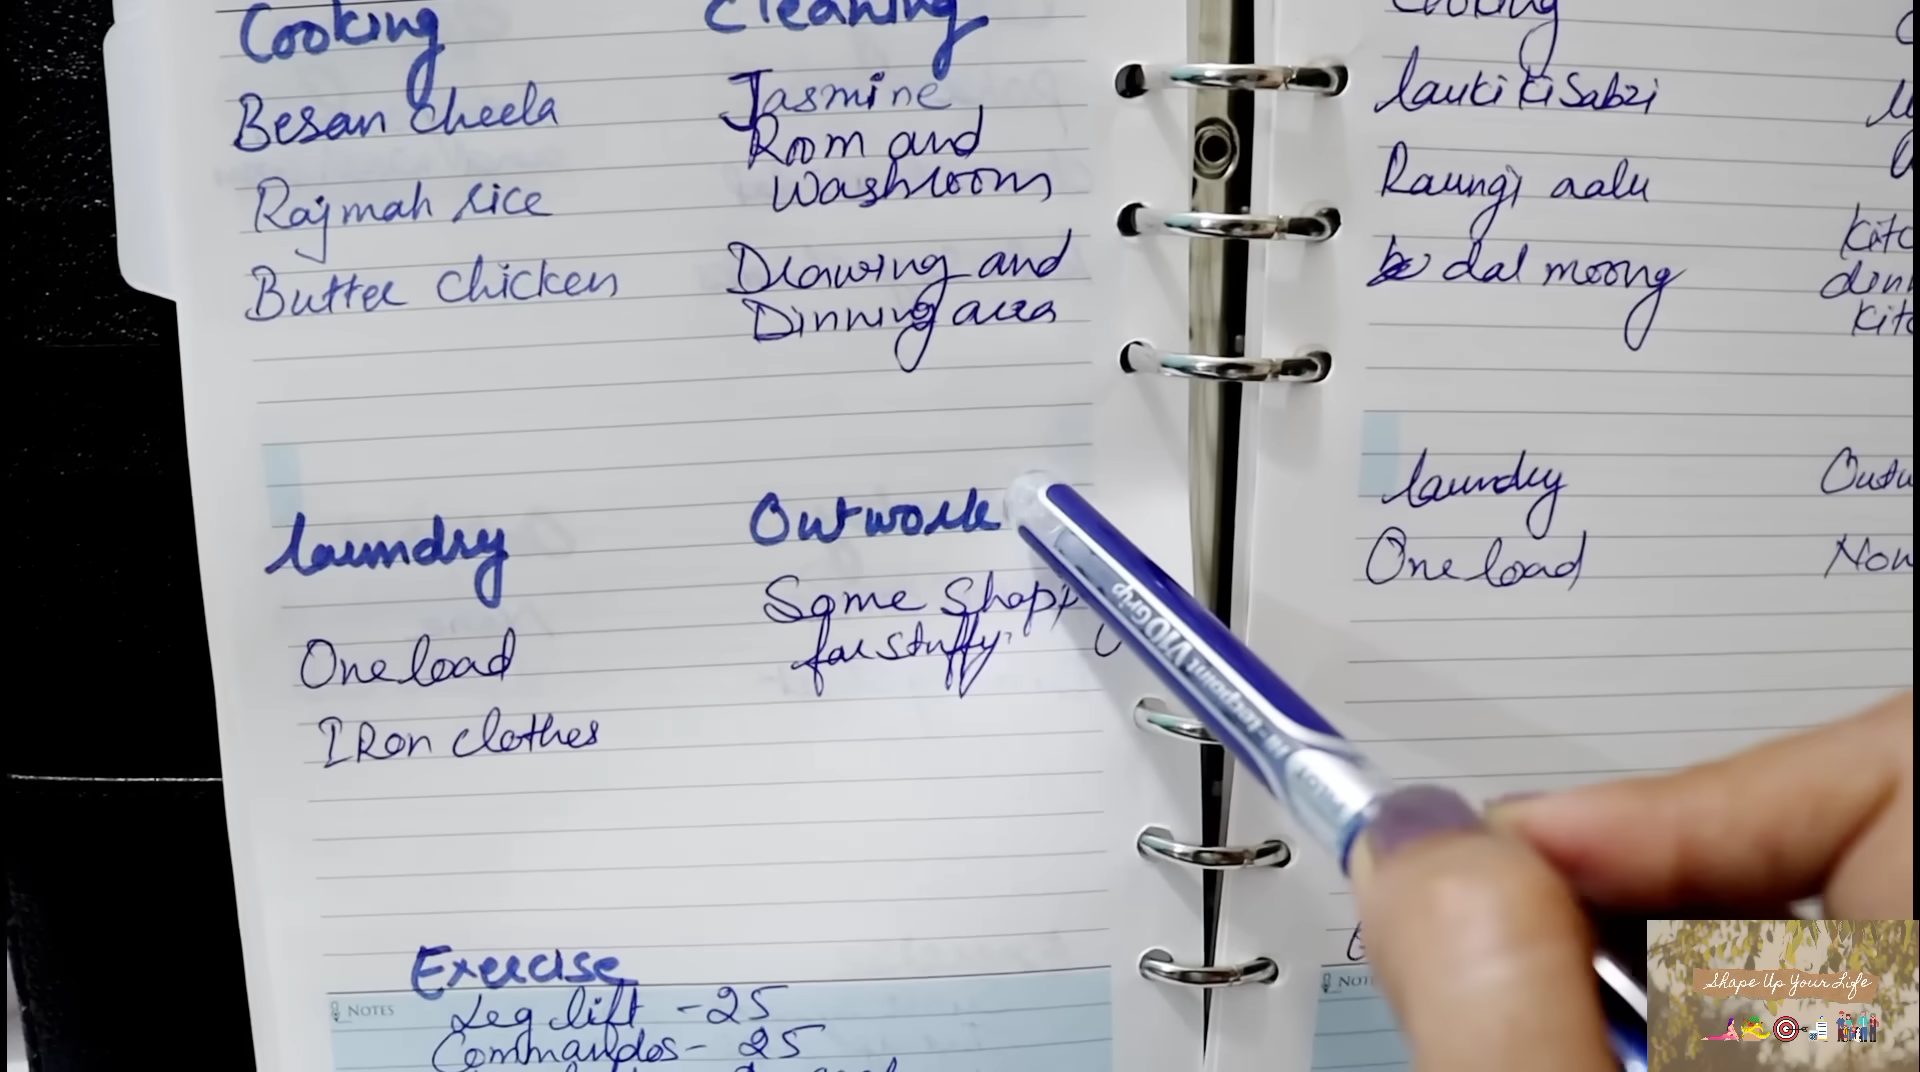 Cooking
Besan cheela
Rajmah rice
Butter chicken
Cleaning
Jasmine
Room and
Washroom
Drawing and
Dinning area
laundry
One load
IRon clothes
Outwork
Some Shop
for stuffy
Exercise
NOTES
Leg lift - 25
Commandos - 25
Cooking
lauki ki Sabzi
Raungi aalu
dal moong
laundry
One load
Shape Up Your Life